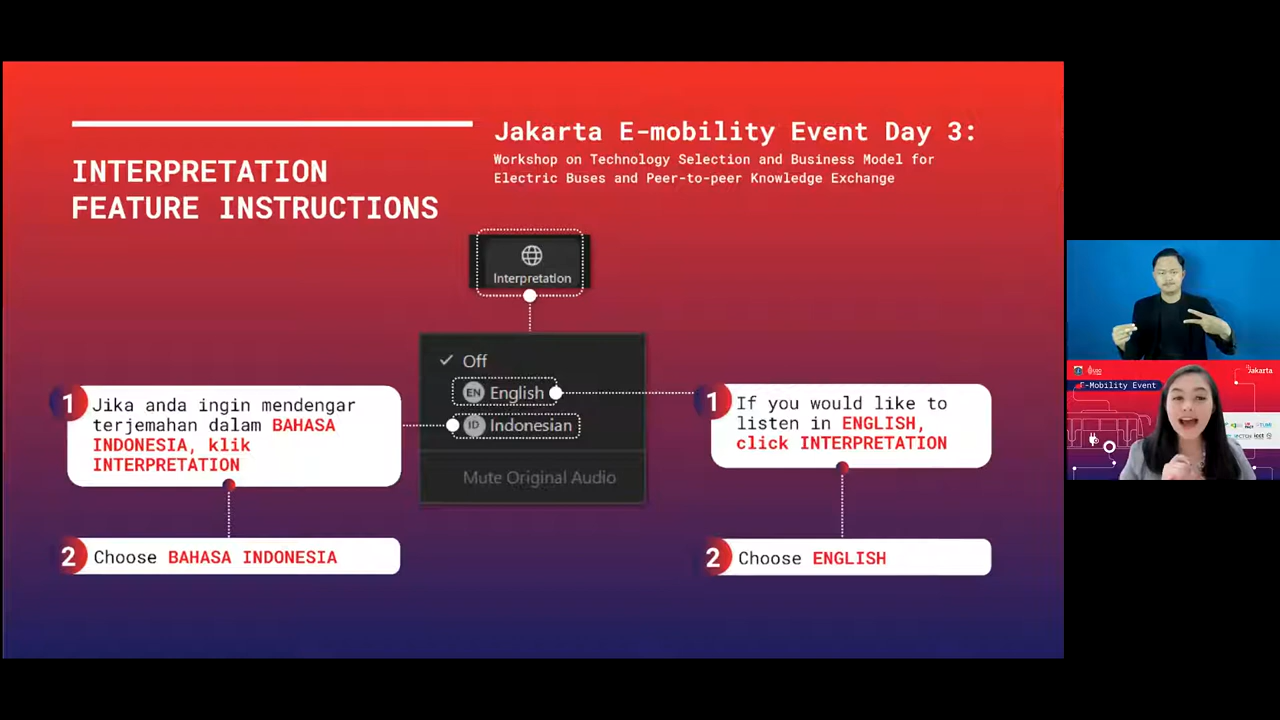 INTERPRETATION
FEATURE INSTRUCTIONS
Jakarta E-mobility Event Day 3:
Workshop on Technology Selection and Business Model for
Electric Buses and Peer-to-peer Knowledge Exchange
Interpretation
Off
EN English
ID Indonesian
Mute Original Audio
1 Jika anda ingin mendengar
terjemahan dalam BAHASA
INDONESIA, klik
INTERPRETATION
2 Choose BAHASA INDONESIA
1 If you would like to
listen in ENGLISH,
click INTERPRETATION
2 Choose ENGLISH
E-Mobility Event
Jakarta